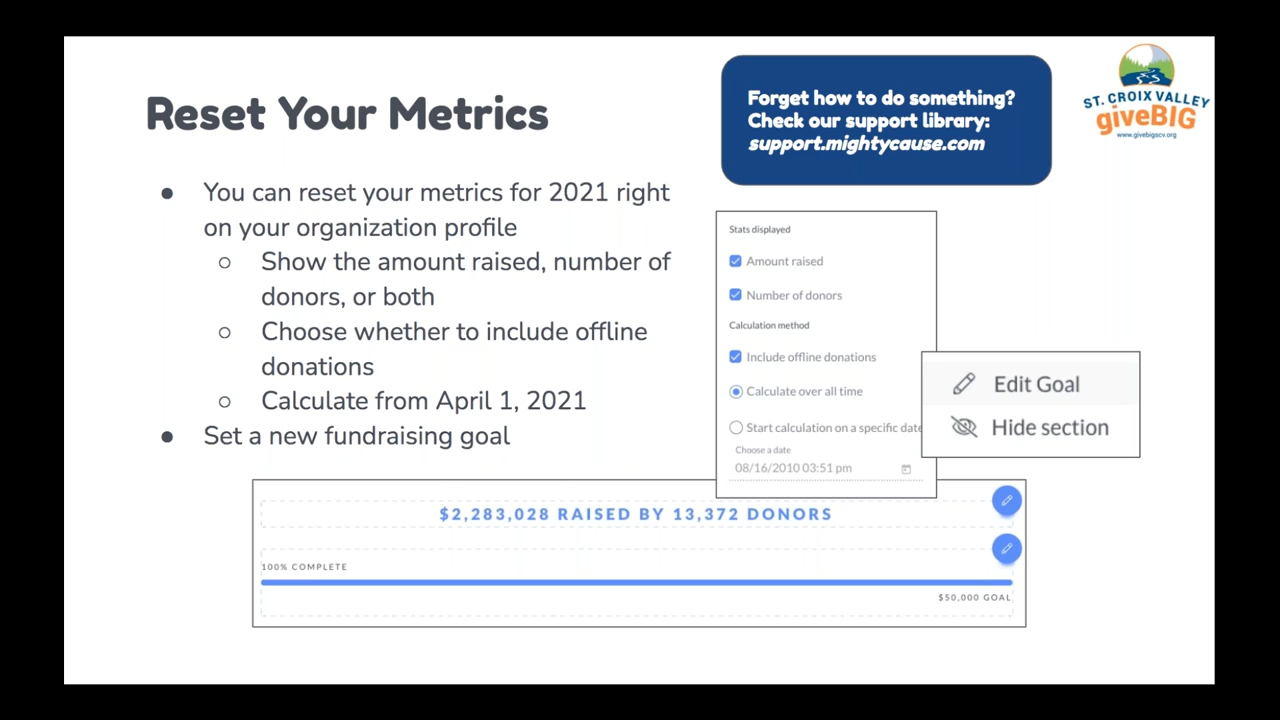 Reset Your Metrics
● You can reset your metrics for 2021 right
on your organization profile
○ Show the amount raised, number of
donors, or both
○ Choose whether to include offline
donations
○ Calculate from April 1, 2021
● Set a new fundraising goal
Forget how to do something?
Check our support library:
support.mightycause.com
ST. CROIX VALLEY
giveBIG
www.givebigscv.org
Stats displayed
Amount raised
Number of donors
Calculation method
Include offline donations
Calculate over all time
Start calculation on a specific date
Choose a date
08/16/2010 03:51 pm
Edit Goal
Hide section
$2,283,028 RAISED BY 13,372 DONORS
100% COMPLETE
$50,000 GOAL